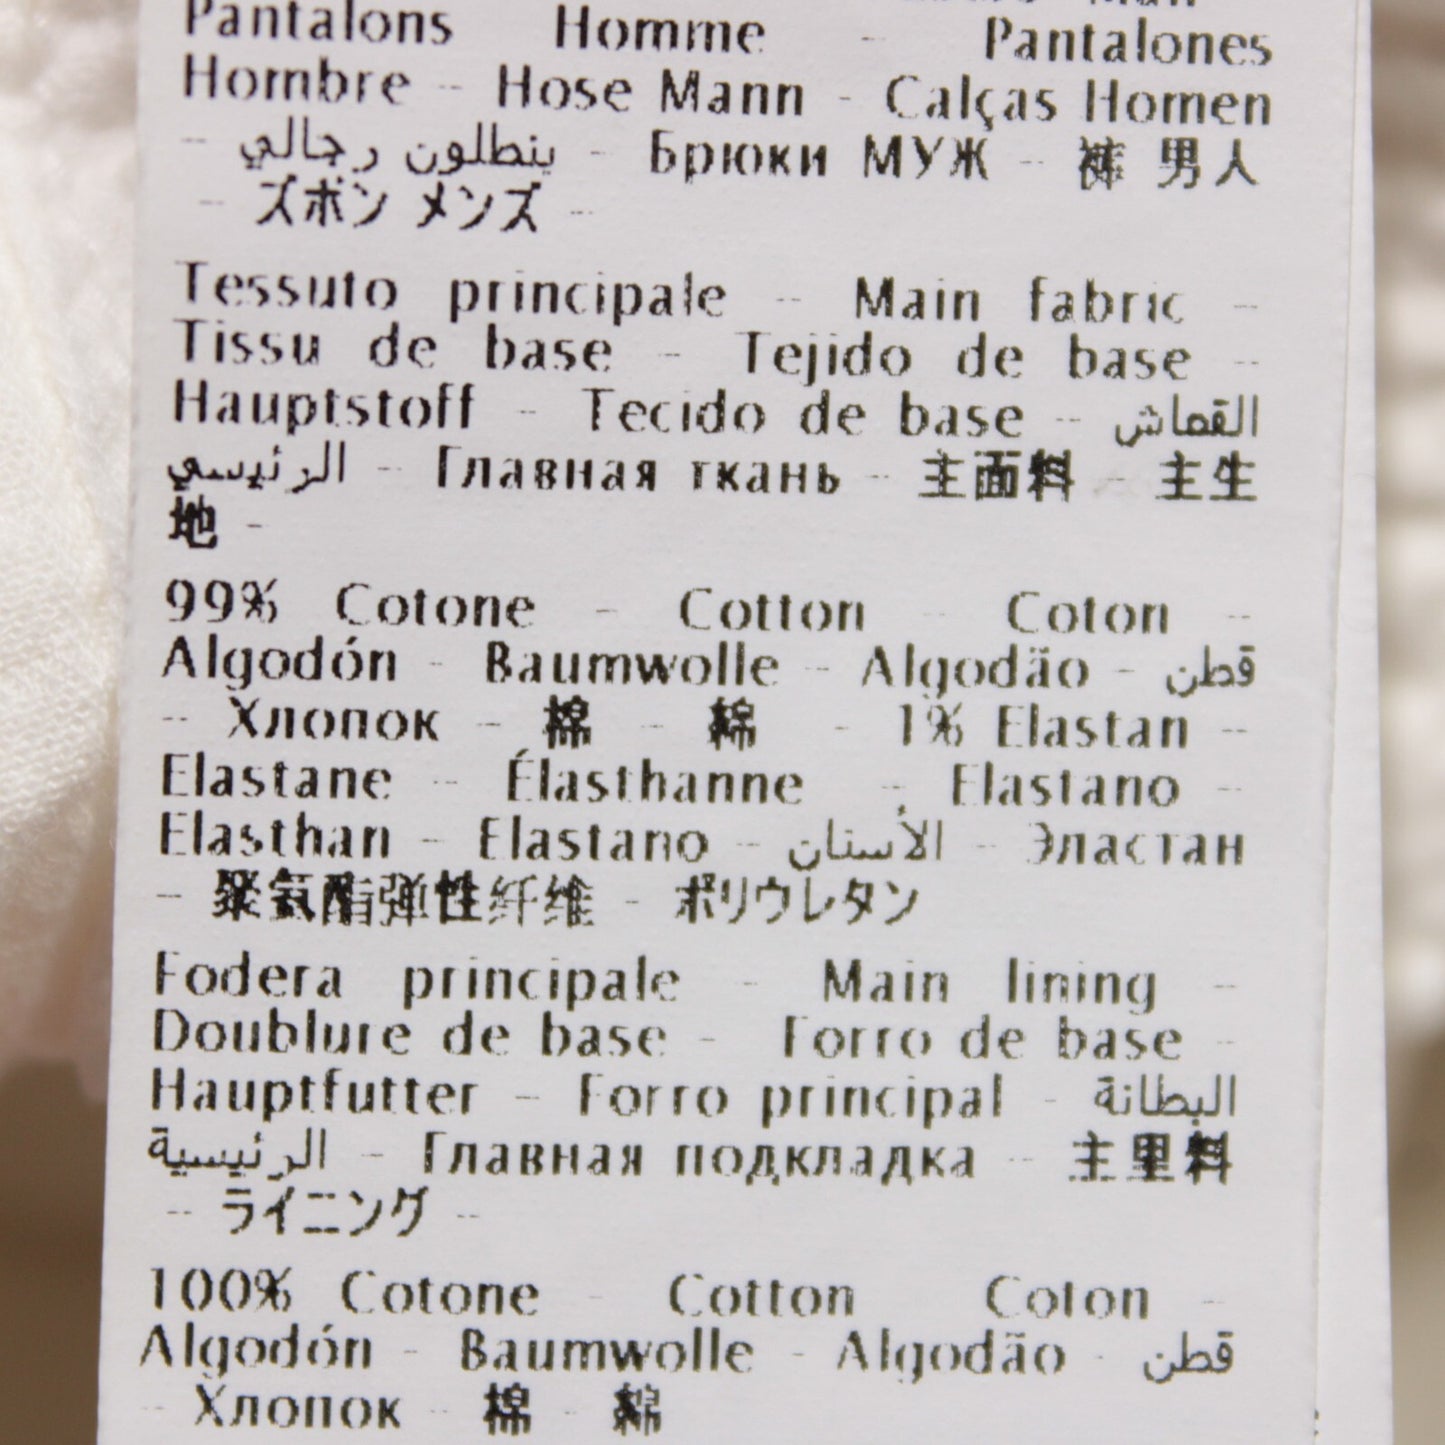 Pantalons Homme - Pantalones
Hombre - Hose Mann - Calças Homen
- بنطلون رجالي - Брюки МУЖ - 裤 男人
- ズボン メンズ -
Tessuto principale - Main fabric -
Tissu de base - Tejido de base -
Hauptstoff - Tecido de base - القماش
الرئيسي - Главная ткань - 主面料 - 主生
地 -
99% Cotone - Cotton - Coton -
Algodón - Baumwolle - Algodão - قطن
- Хлопок - 棉 - 綿 - 1% Elastan -
Elastane - Élasthanne - Elastano -
Elasthan - Elastano - الأستان - Эластан
- 聚氨酯弹性纤维 - ポリウレタン
Fodera principale - Main lining -
Doublure de base - Forro de base -
Hauptfutter - Forro principal - البطانة
الرئيسية - Главная подкладка - 主里料
- ライニング -
100% Cotone - Cotton - Coton -
Algodón - Baumwolle - Algodão - قطن
- Хлопок - 棉 - 綿